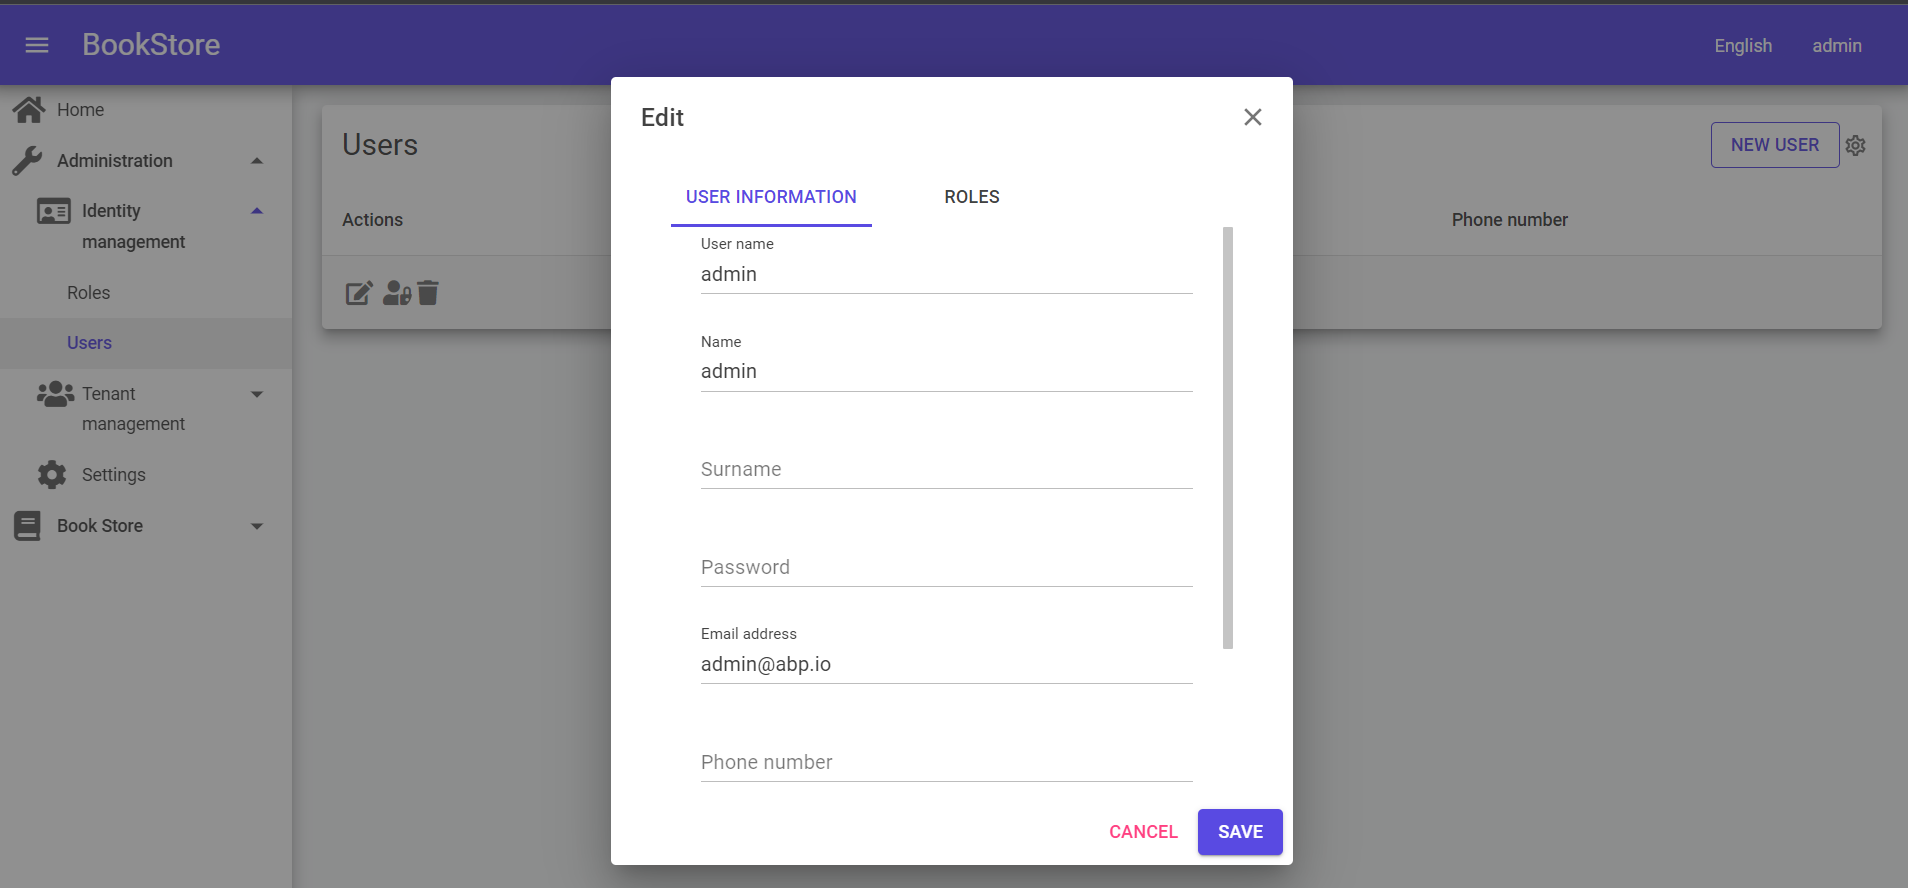 BookStore
English
admin
Home
Administration
Identity
management
Roles
Users
Tenant
management
Settings
Book Store
Users
NEW USER
Actions
Phone number
Edit
USER INFORMATION
ROLES
User name
admin
Name
admin
Surname
Password
Email address
admin@abp.io
Phone number
CANCEL
SAVE